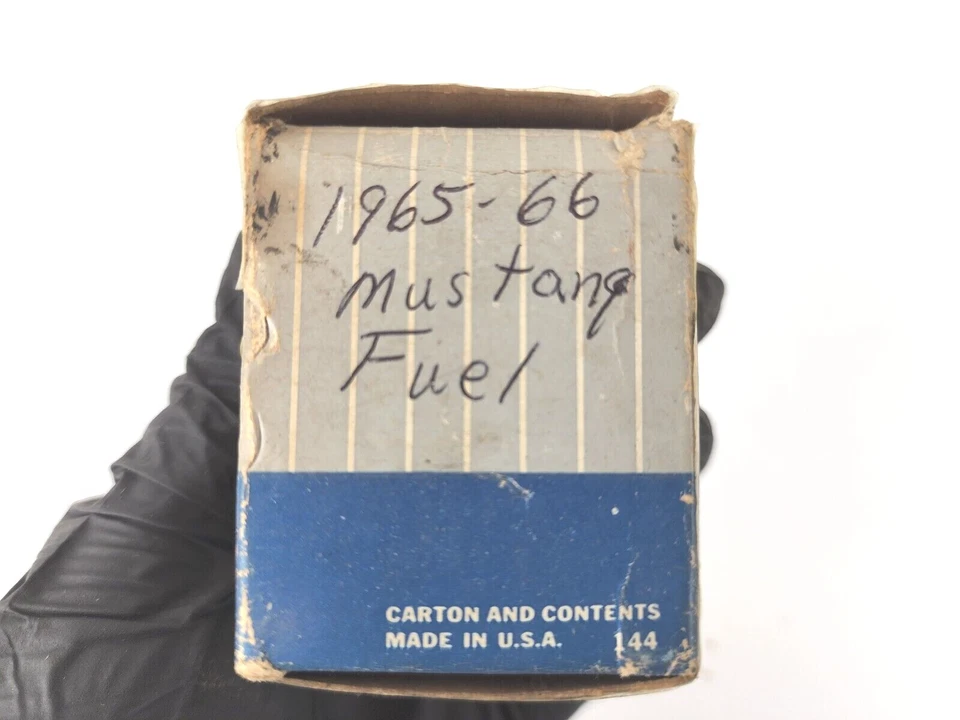 1965-66
Mustang
Fuel
CARTON AND CONTENTS
MADE IN U.S.A. 144